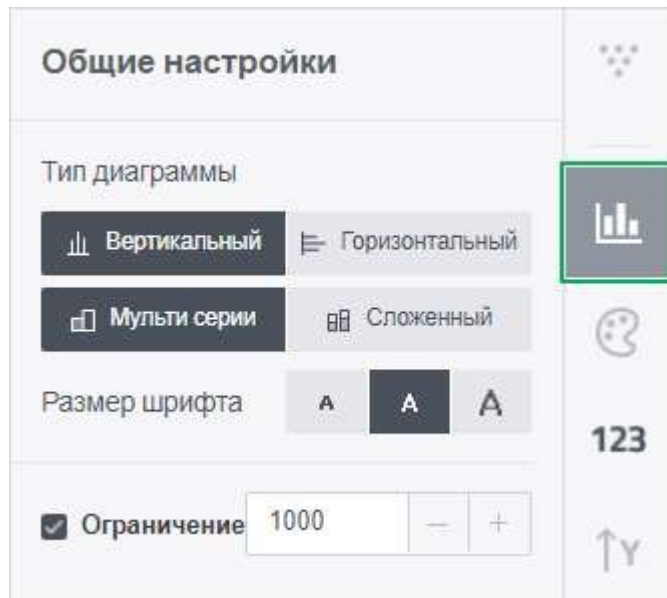 Общие настройки
Тип диаграммы
Вертикальный Горизонтальный
Мульти серии Сложенный
Размер шрифта A A A
Ограничение 1000 — +
123
Y